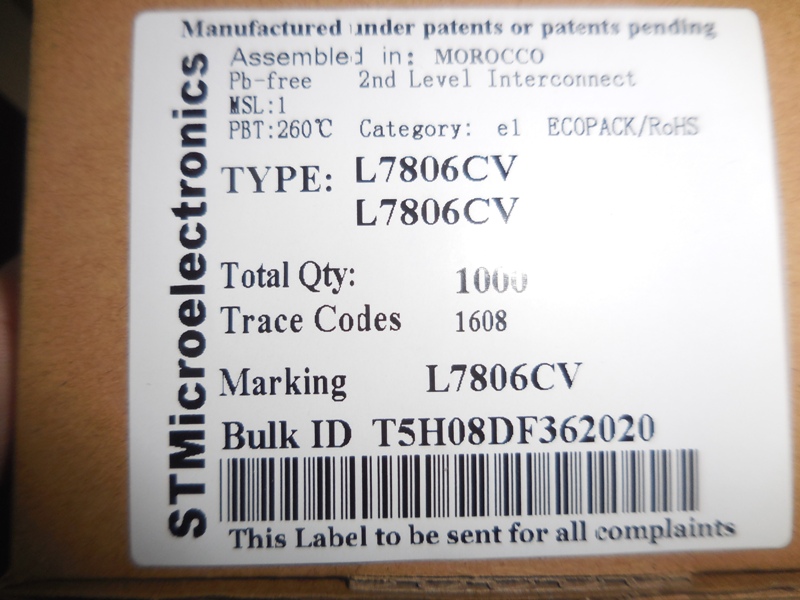 Manufactured under patents or patents pending
STMicroelectronics
Assembled in: MOROCCO
Pb-free 2nd Level Interconnect
MSL:1
PBT:260℃ Category: e1 ECOPACK/RoHS
TYPE: L7806CV
L7806CV
Total Qty: 1000
Trace Codes 1608
Marking L7806CV
Bulk ID T5H08DF362020
This Label to be sent for all complaints